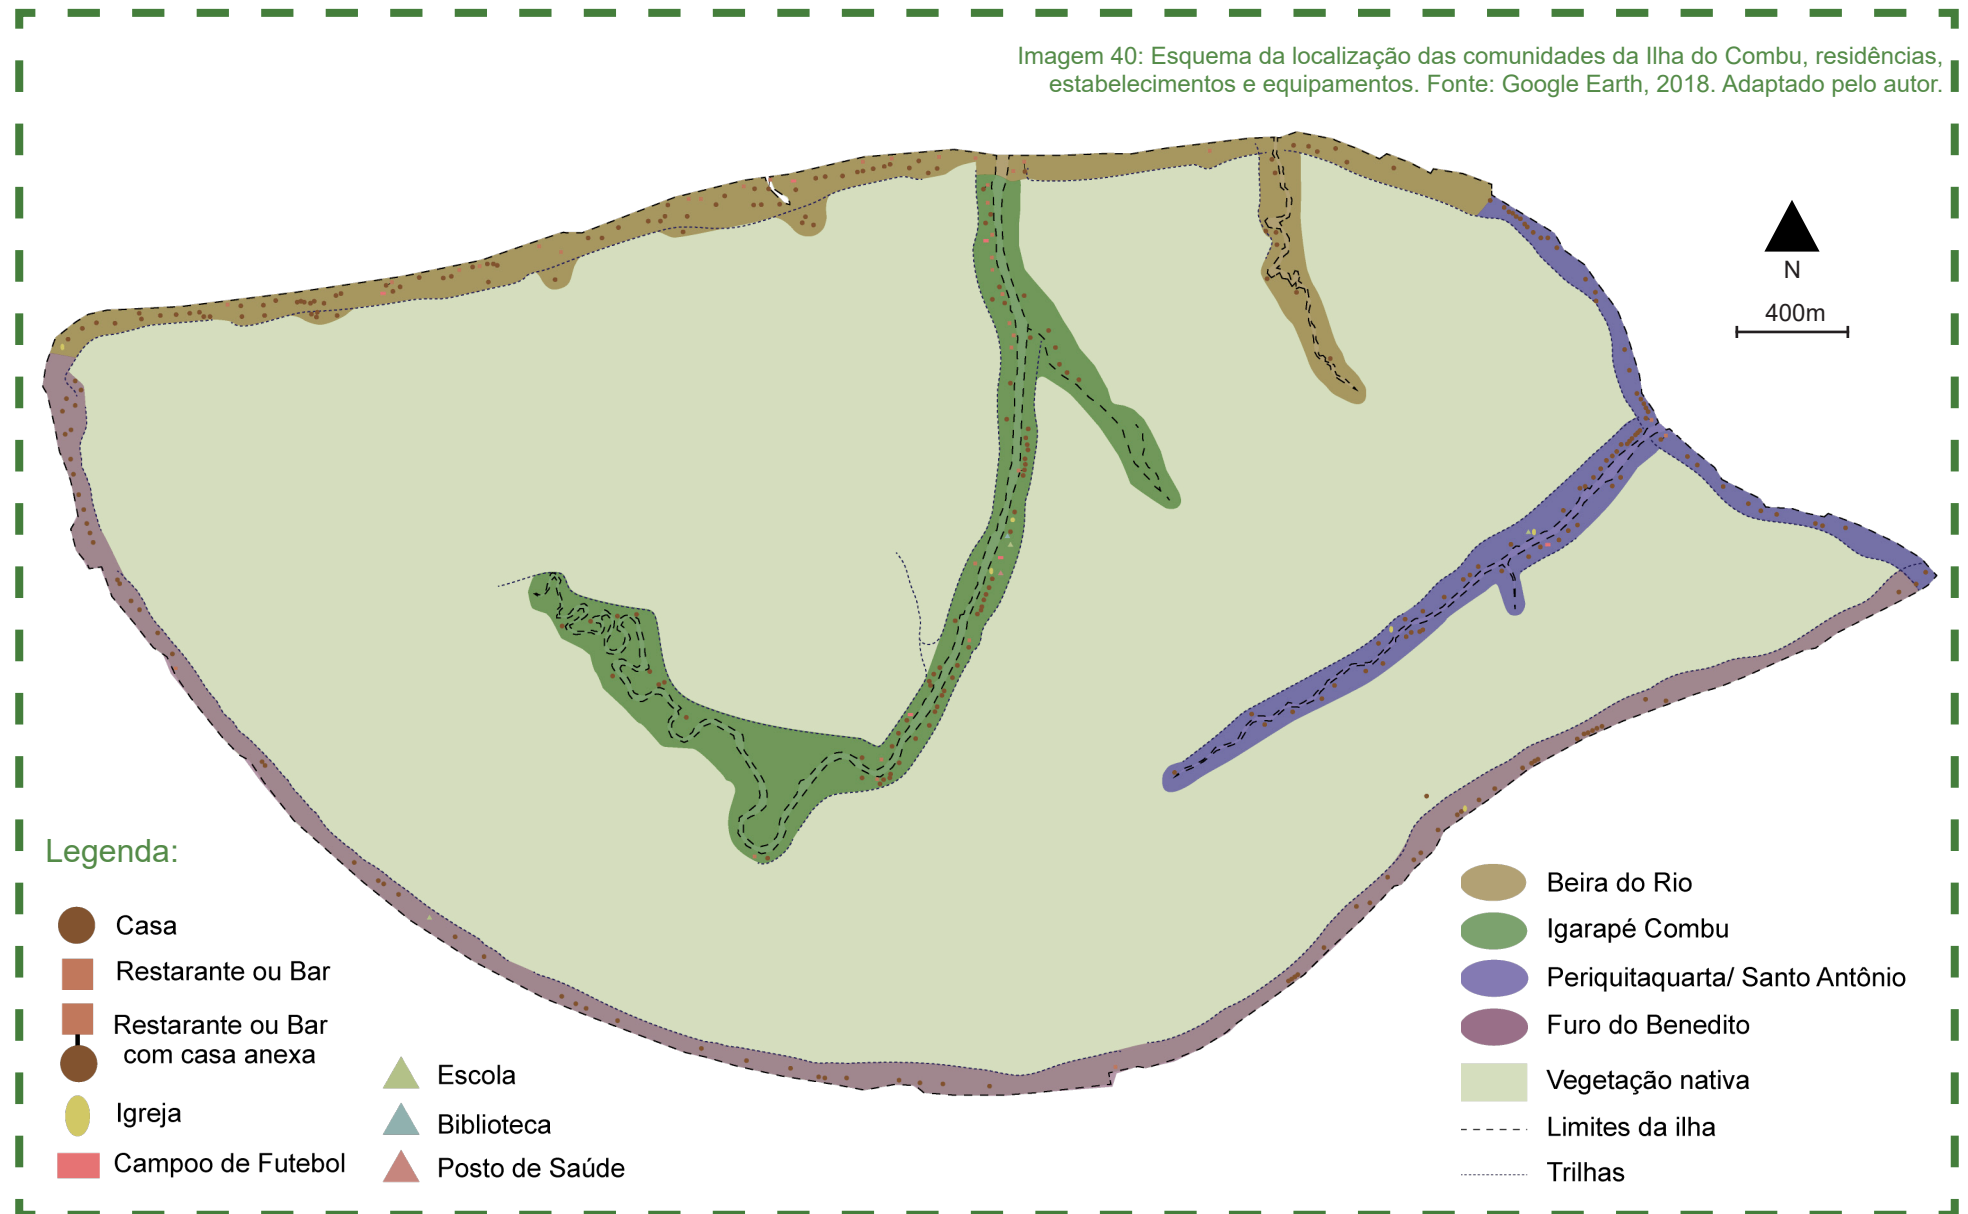 Imagem 40: Esquema da localização das comunidades da Ilha do Combu, residências,
estabelecimentos e equipamentos. Fonte: Google Earth, 2018. Adaptado pelo autor.
N
400m
Legenda:
Casa
Restarante ou Bar
Restarante ou Bar
com casa anexa
Igreja
Campoo de Futebol
Escola
Biblioteca
Posto de Saúde
Beira do Rio
Igarapé Combu
Periquitaquarta/ Santo Antônio
Furo do Benedito
Vegetação nativa
Limites da ilha
Trilhas